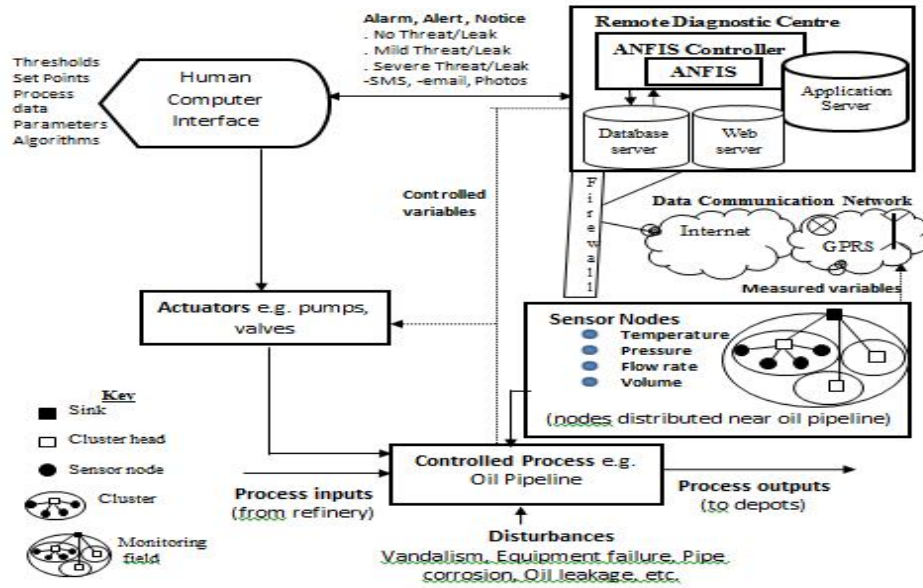 Alarm, Alert, Notice
. No Threat/Leak
. Mild Threat/Leak
. Severe Threat/Leak
-SMS, -email, Photos
Remote Diagnostic Centre
ANFIS Controller
ANFIS
Application
Server
Database
server
Web
server
Thresholds
Set Points
Process
data
Parameters
Algorithms
Human
Computer
Interface
Controlled
variables
Firewall
Data Communication Network
Internet
GPRS
Measured variables
Actuators e.g. pumps,
valves
Sensor Nodes
Temperature
Pressure
Flow rate
Volume
(nodes distributed near oil pipeline)
Key
Sink
Cluster head
Sensor node
Cluster
Monitoring
field
Controlled Process e.g.
Oil Pipeline
Process inputs
(from refinery)
Process outputs
(to depots)
Disturbances
Vandalism, Equipment failure, Pipe
corrosion, Oil leakage, etc.